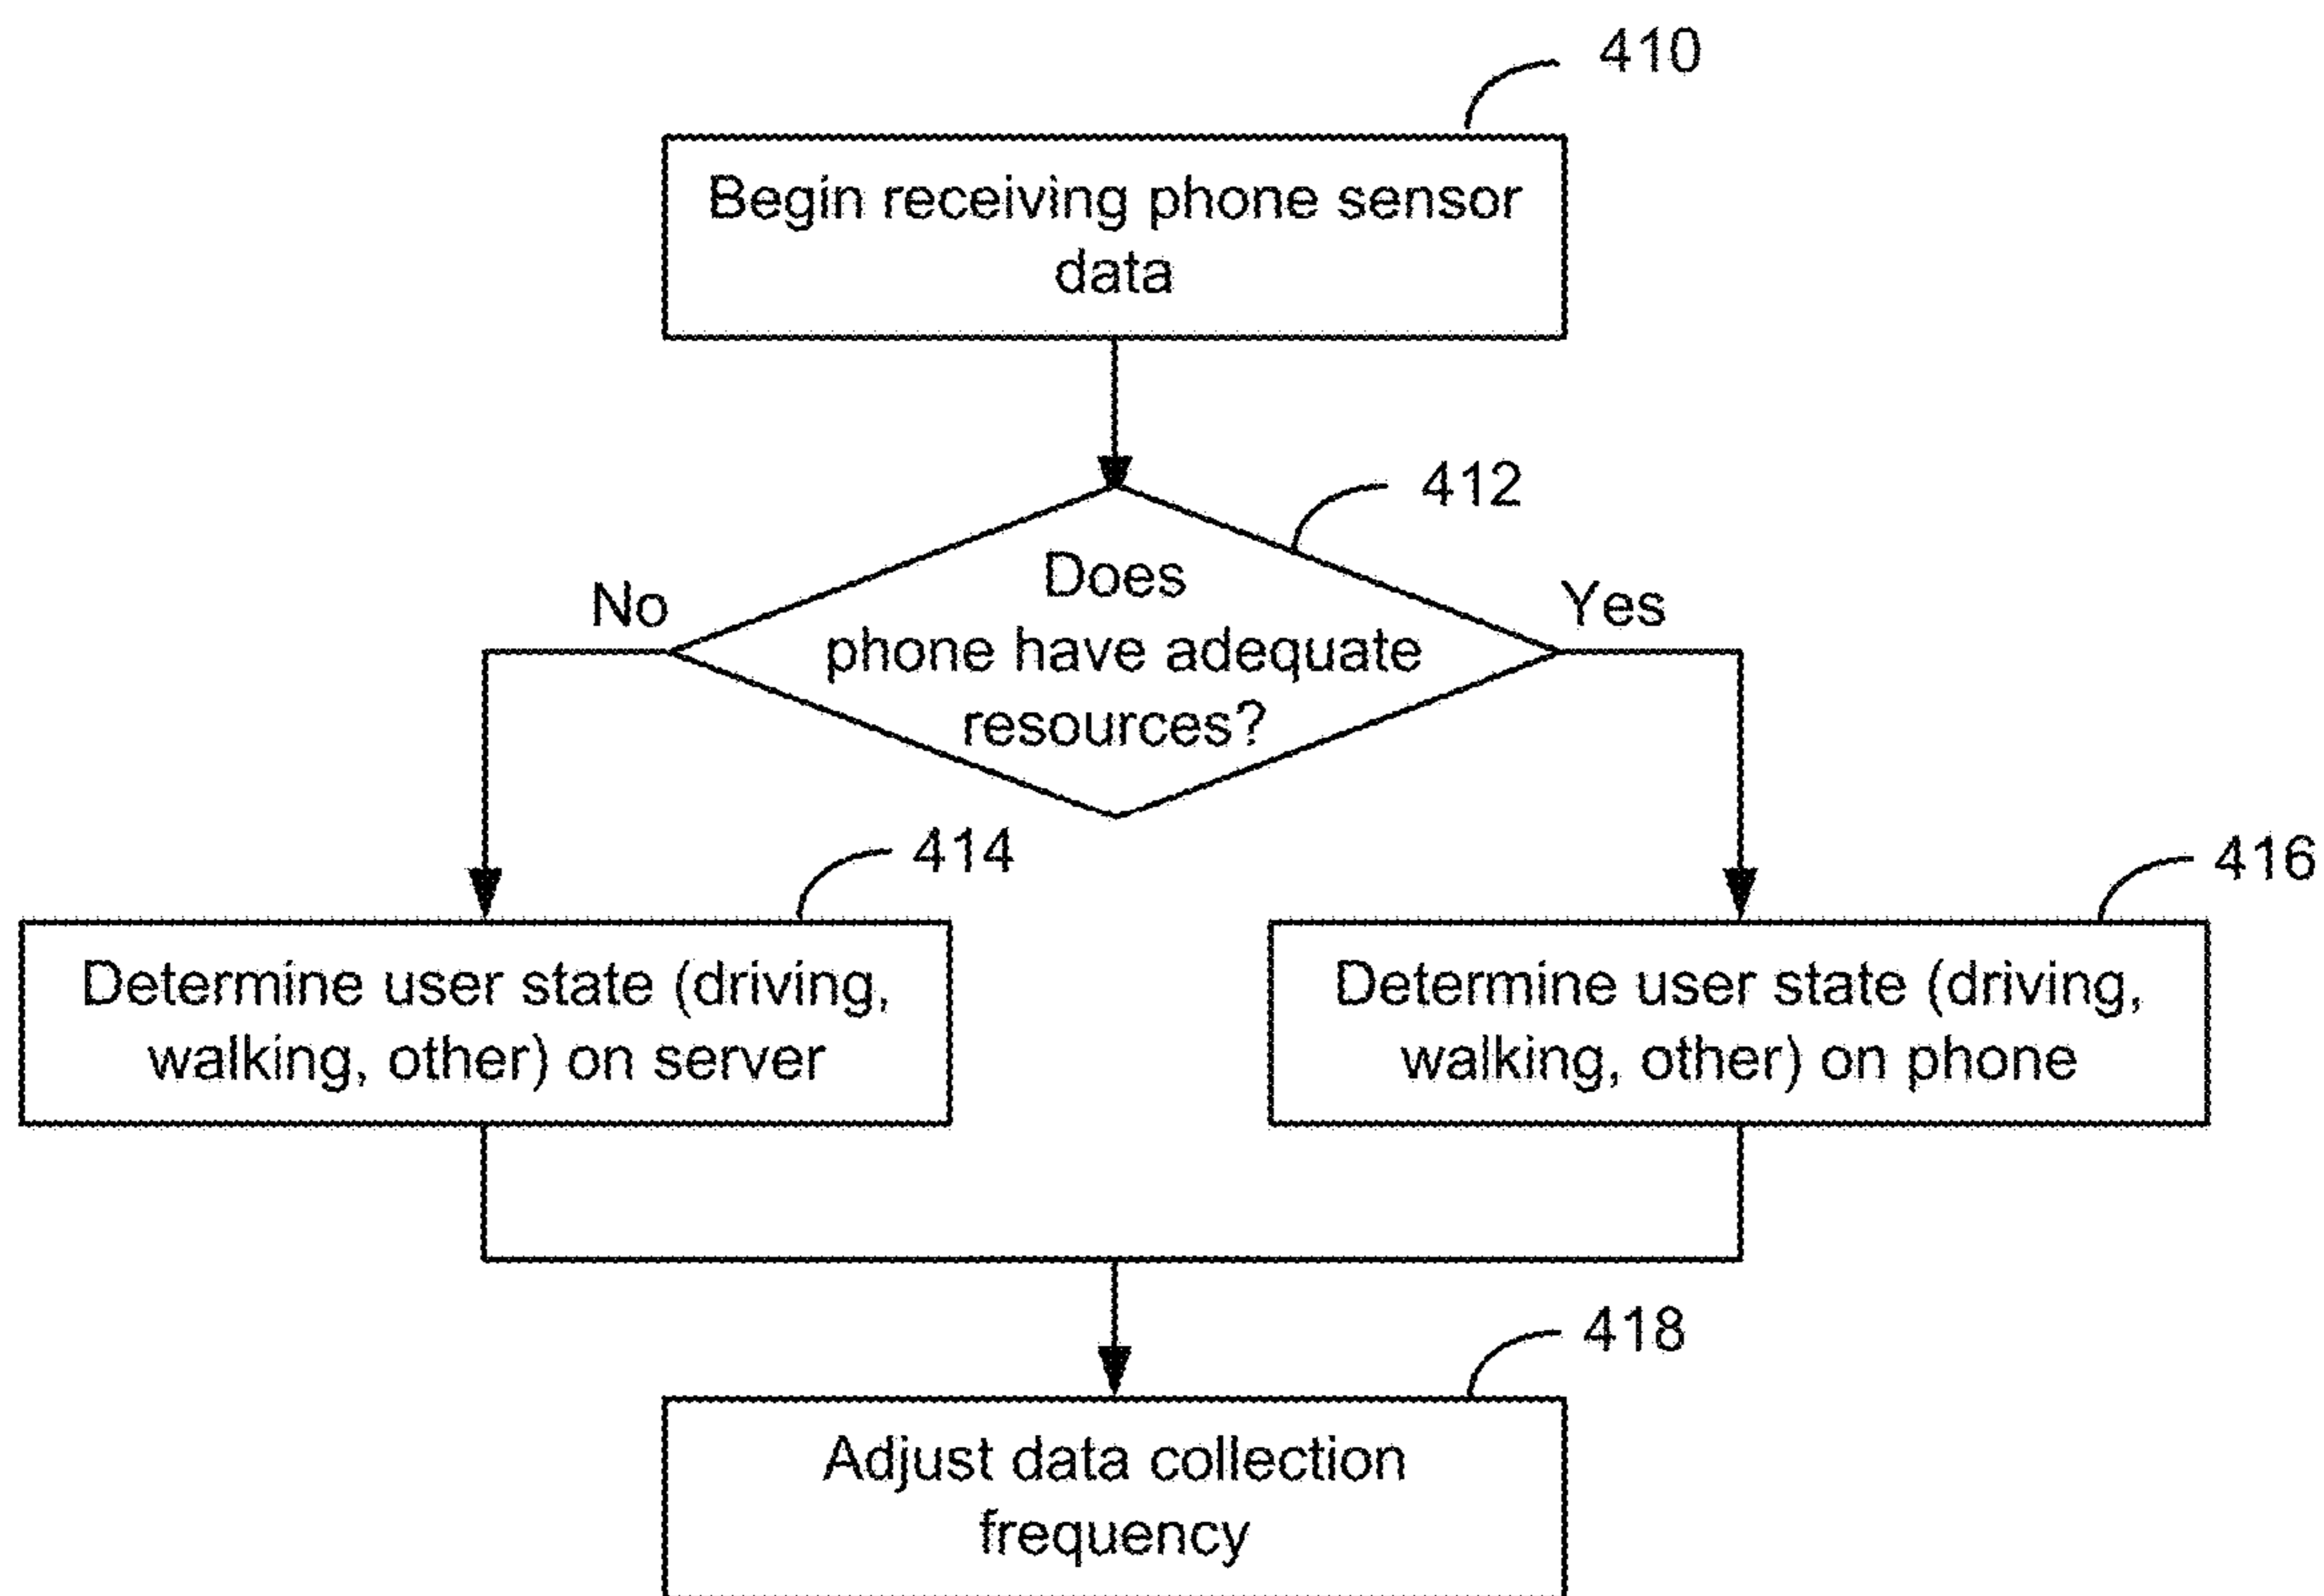 410
Begin receiving phone sensor
data
412
Does
phone have adequate
resources?
No
Yes
414
Determine user state (driving,
walking, other) on server
416
Determine user state (driving,
walking, other) on phone
418
Adjust data collection
frequency